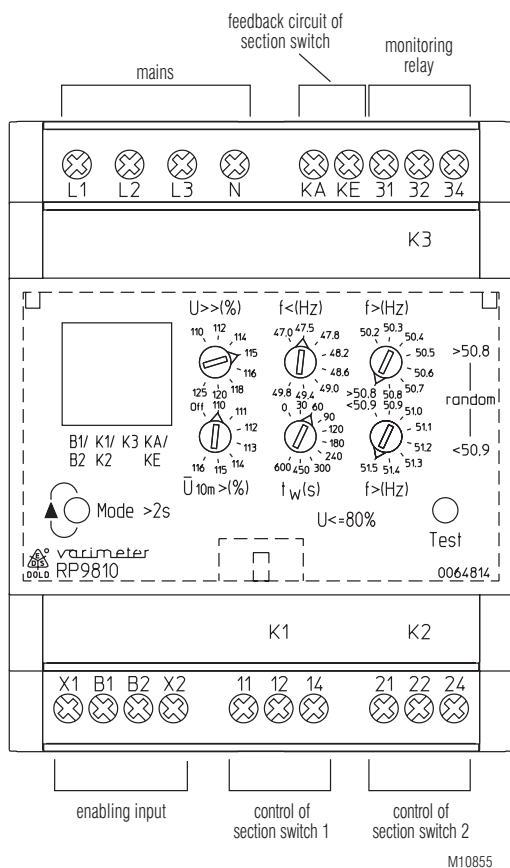 feedback circuit of
section switch
monitoring
relay
mains
L1 L2 L3 N KA KE 31 32 34
K3
U>>(%) f<(Hz) f>(Hz)
110 112 114 115 116 118 120 125
47.0 47.5 47.8 48.2 48.6 49.0 49.4 49.8
50.2 50.3 50.4 50.5 50.6 50.7 50.8 >50.8
>50.8
random
<50.9
Off 110 111 112 113 114 115 116
0 30 60 90 120 180 240 300 450 600
<50.9 50.9 51.0 51.1 51.2 51.3 51.4 51.5
B1/ K1/ K3 KA/
B2 K2 KE
Ū 10m >(%) tw(s) f>(Hz)
Mode >2s
U<=80%
Test
varimeter
DOLD
RP9810
0064814
K1 K2
X1 B1 B2 X2 11 12 14 21 22 24
enabling input
control of
section switch 1
control of
section switch 2
M10855